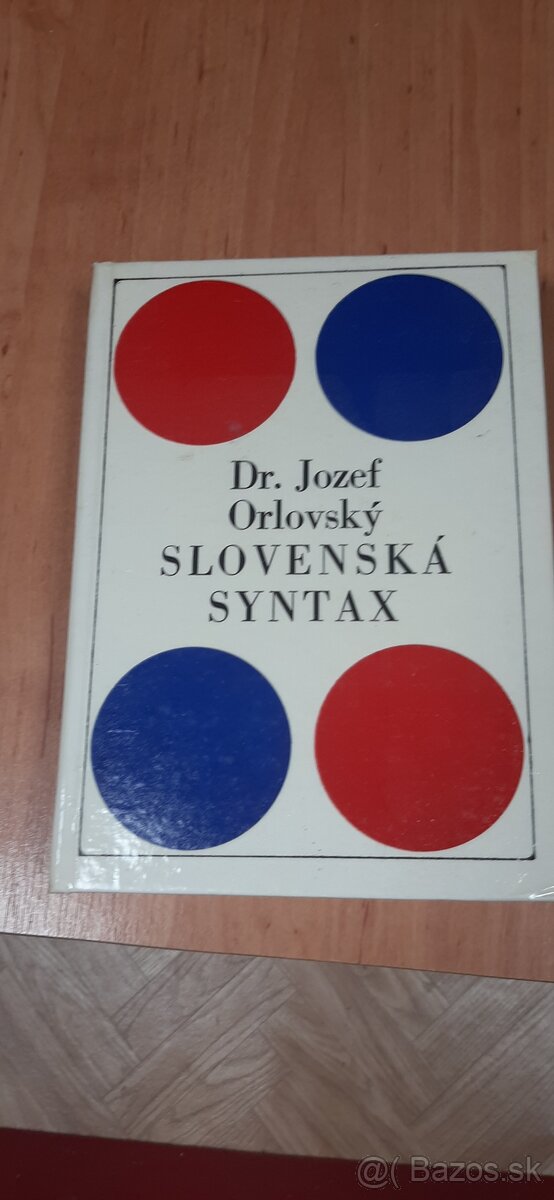 Dr. Jozef
Orlovský
SLOVENSKÁ
SYNTAX
@( Bazos.sk